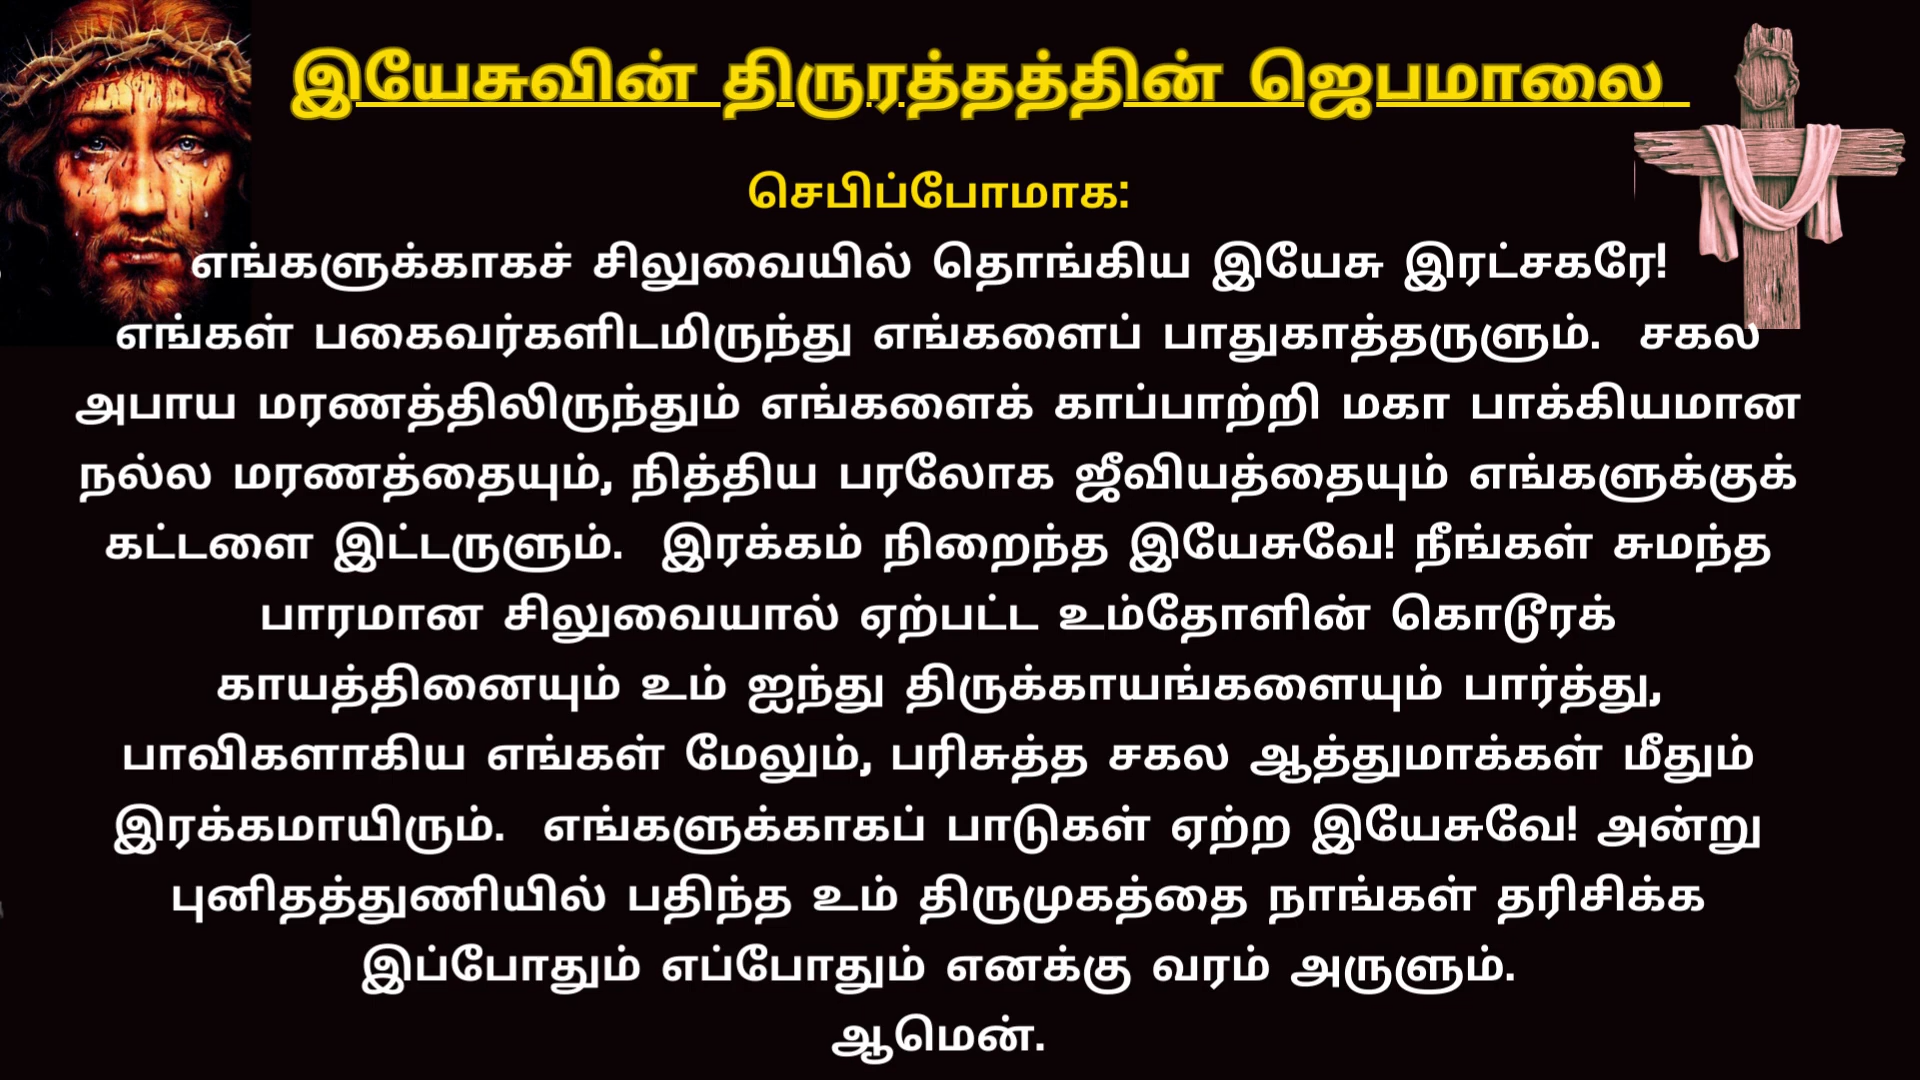 இயேசுவின் திருரத்தத்தின் ஜெபமாலை
செபிப்போமாக:
எங்களுக்காகச் சிலுவையில் தொங்கிய இயேசு இரட்சகரே!
எங்கள் பகைவர்களிடமிருந்து எங்களைப் பாதுகாத்தருளும். சகல
அபாய மரணத்திலிருந்தும் எங்களைக் காப்பாற்றி மகா பாக்கியமான
நல்ல மரணத்தையும், நித்திய பரலோக ஜீவியத்தையும் எங்களுக்குக்
கட்டளை இட்டருளும். இரக்கம் நிறைந்த இயேசுவே! நீங்கள் சுமந்த
பாரமான சிலுவையால் ஏற்பட்ட உம்தோளின் கொடூரக்
காயத்தினையும் உம் ஐந்து திருக்காயங்களையும் பார்த்து,
பாவிகளாகிய எங்கள் மேலும், பரிசுத்த சகல ஆத்துமாக்கள் மீதும்
இரக்கமாயிரும். எங்களுக்காகப் பாடுகள் ஏற்ற இயேசுவே! அன்று
புனிதத்துணியில் பதிந்த உம் திருமுகத்தை நாங்கள் தரிசிக்க
இப்போதும் எப்போதும் எனக்கு வரம் அருளும்.
ஆமென்.